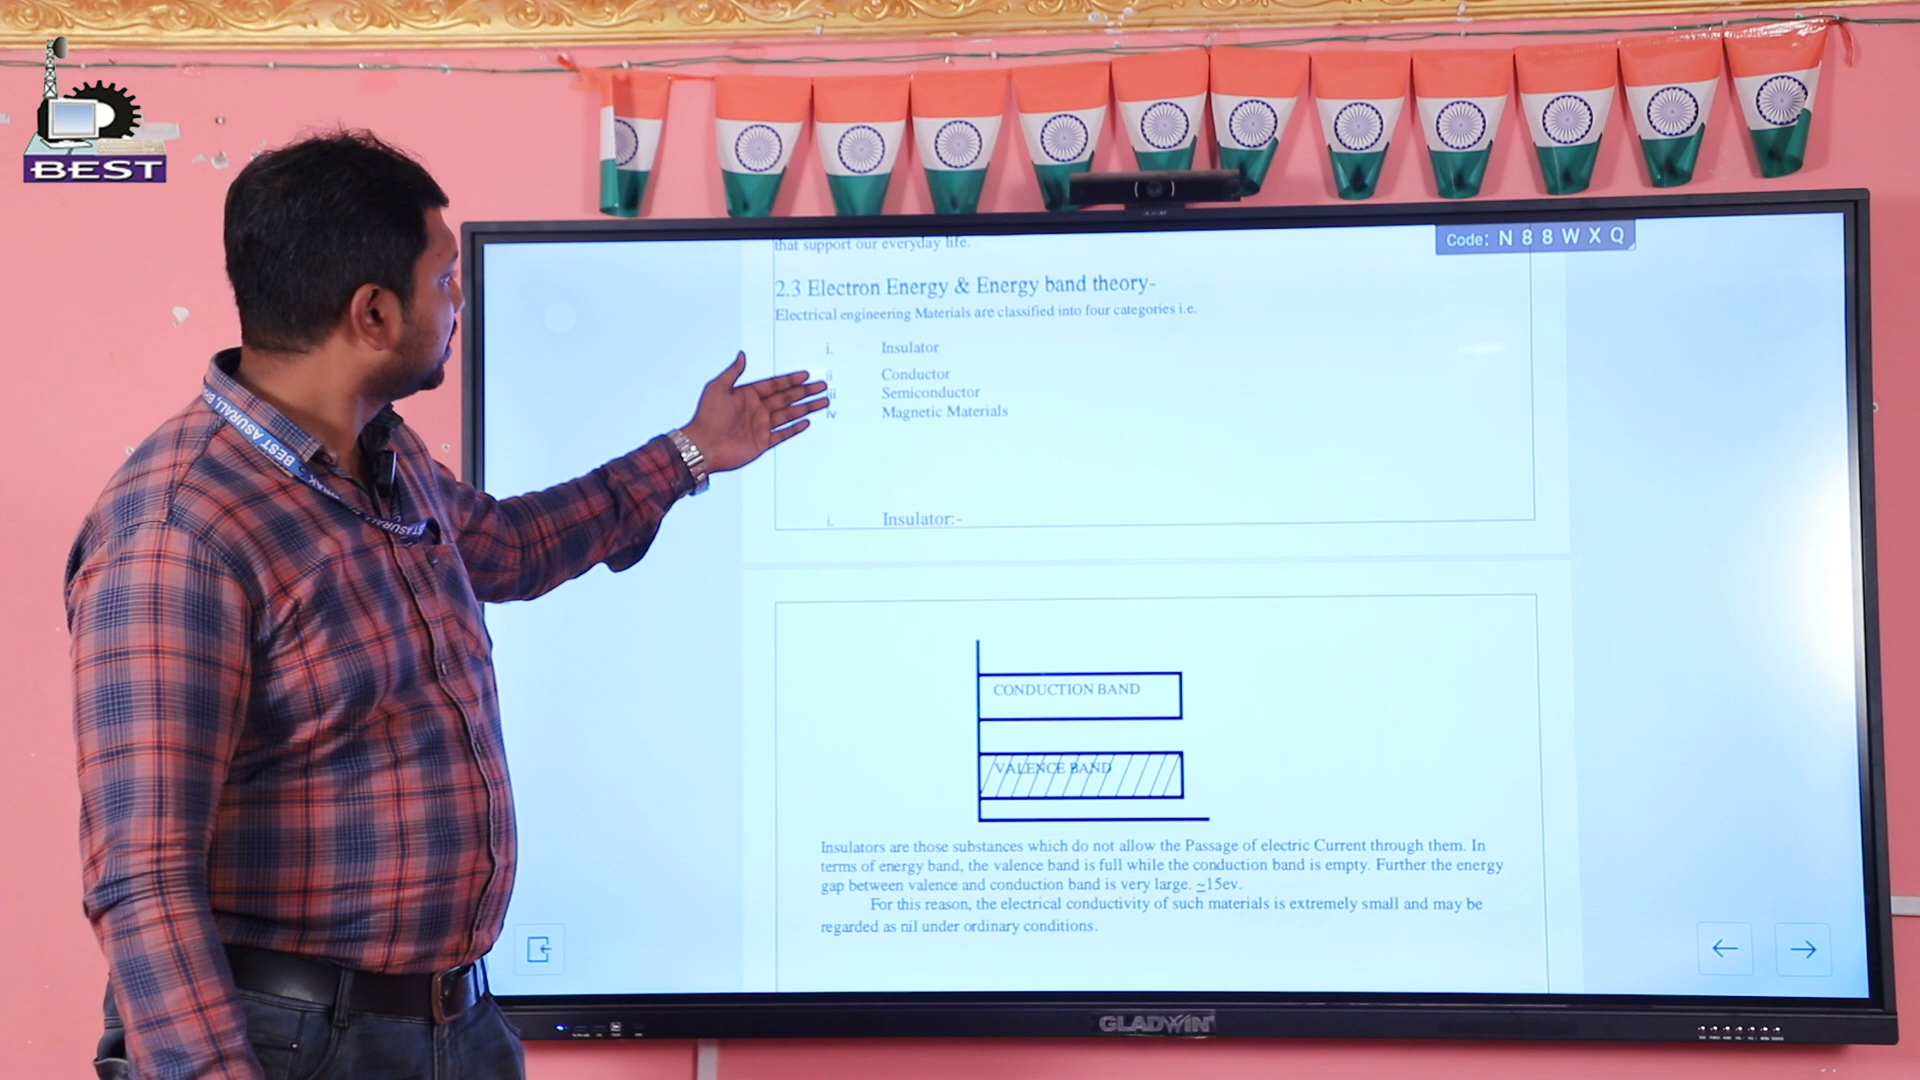 BEST
Code: N 8 8 W X Q
that support our everyday life.
2.3 Electron Energy & Energy band theory-
Electrical engineering Materials are classified into four categories i.e.
i. Insulator
ii Conductor
iii Semiconductor
iv Magnetic Materials
i. Insulator:-
CONDUCTION BAND
VALENCE BAND
Insulators are those substances which do not allow the Passage of electric Current through them. In
terms of energy band, the valence band is full while the conduction band is empty. Further the energy
gap between valence and conduction band is very large. ~15ev.
For this reason, the electrical conductivity of such materials is extremely small and may be
regarded as nil under ordinary conditions.
BEST ASURALI, B
GLADWIN